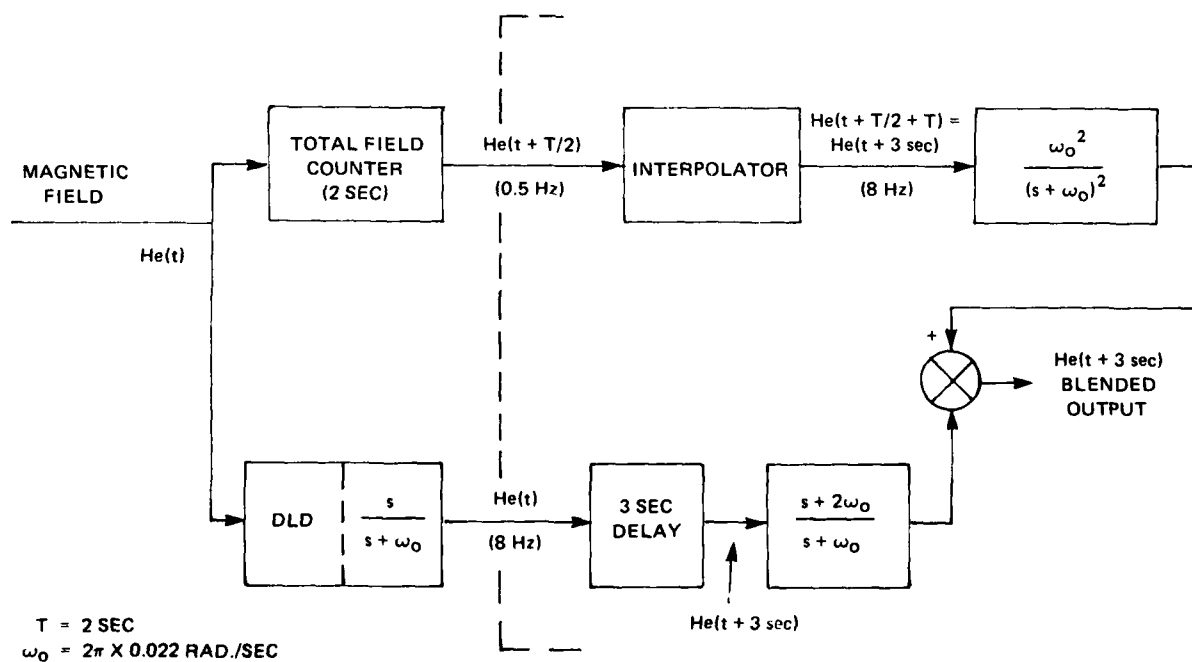 MAGNETIC
FIELD
He(t)
TOTAL FIELD
COUNTER
(2 SEC)
He(t + T/2)
(0.5 Hz)
INTERPOLATOR
He(t + T/2 + T) =
He(t + 3 sec)
(8 Hz)
ω₀²
(s + ω₀)²
+
He(t + 3 sec)
BLENDED
OUTPUT
DLD
s
s + ω₀
He(t)
(8 Hz)
3 SEC
DELAY
s + 2ω₀
s + ω₀
He(t + 3 sec)
T = 2 SEC
ω₀ = 2π X 0.022 RAD./SEC